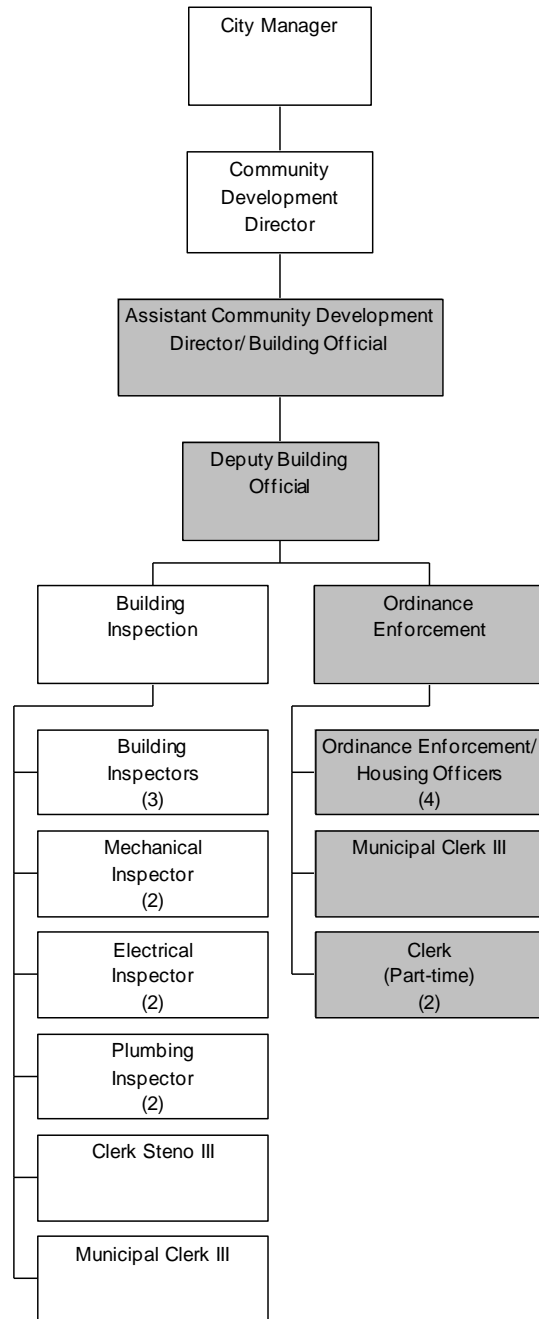 City Manager
Community
Development
Director
Assistant Community Development
Director/ Building Official
Deputy Building
Official
Building
Inspection
Ordinance
Enforcement
Building
Inspectors
(3)
Ordinance Enforcement/
Housing Officers
(4)
Mechanical
Inspector
(2)
Municipal Clerk III
Electrical
Inspector
(2)
Clerk
(Part-time)
(2)
Plumbing
Inspector
(2)
Clerk Steno III
Municipal Clerk III